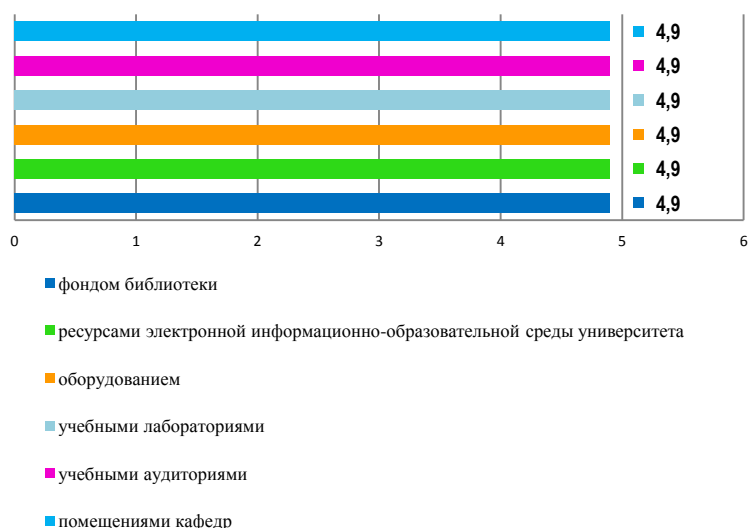 4,9
4,9
4,9
4,9
4,9
4,9
0 1 2 3 4 5 6
фондом библиотеки
ресурсами электронной информационно-образовательной среды университета
оборудованием
учебными лабораториями
учебными аудиториями
помещениями кафедр